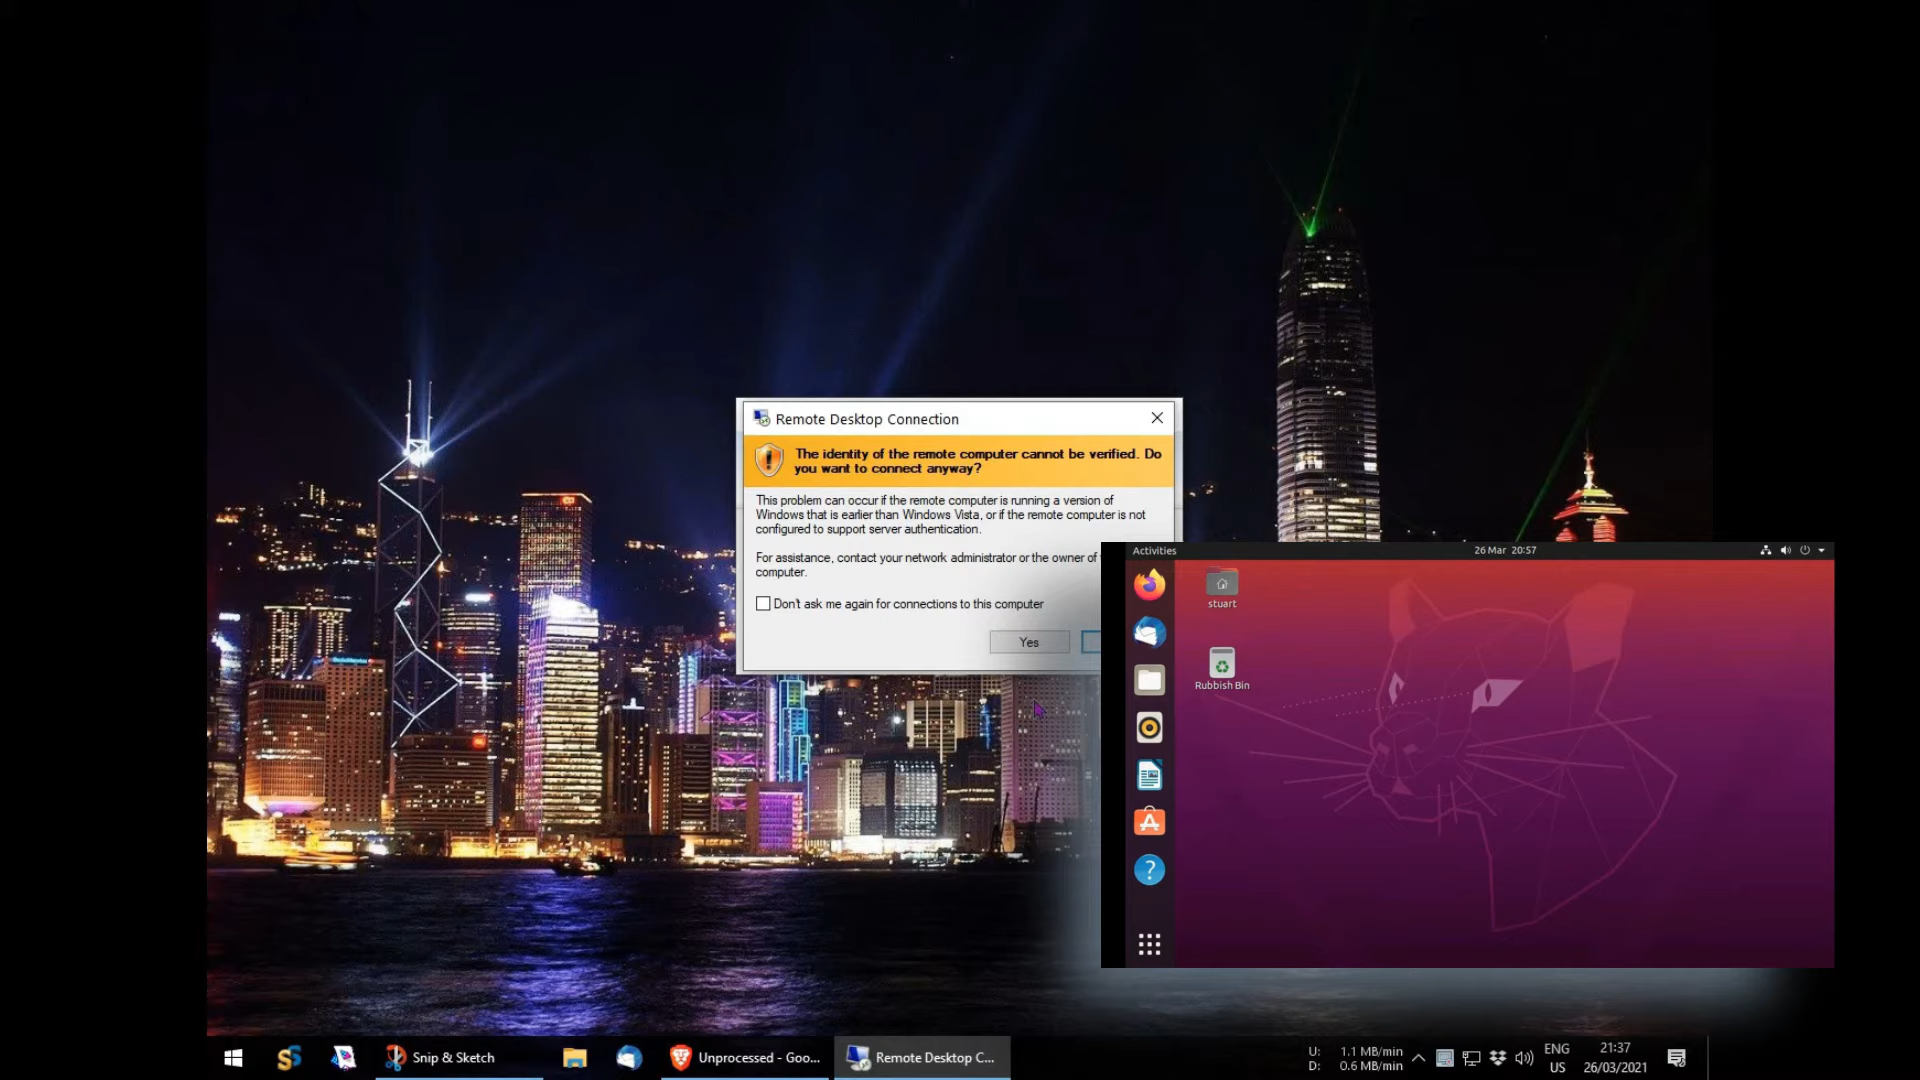 Remote Desktop Connection
The identity of the remote computer cannot be verified. Do
you want to connect anyway?
This problem can occur if the remote computer is running a version of
Windows that is earlier than Windows Vista, or if the remote computer is not
configured to support server authentication.
For assistance, contact your network administrator or the owner of
computer.
Don't ask me again for connections to this computer
Yes
Activities
26 Mar 20:57
stuart
Rubbish Bin
Snip & Sketch
Unprocessed - Goo...
Remote Desktop C...
U: 1.1 MB/min
D: 0.6 MB/min
ENG
US
21:37
26/03/2021